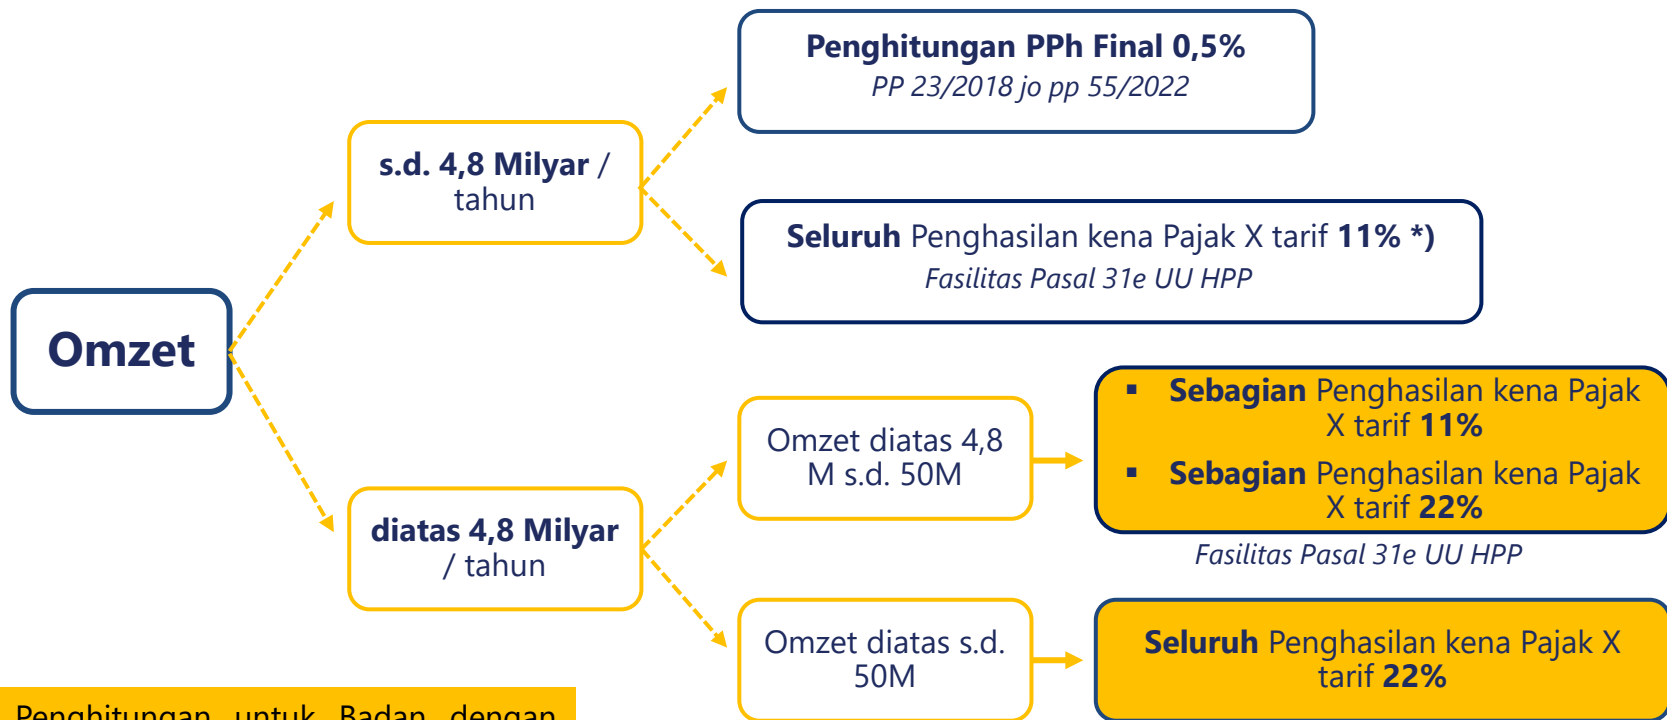 Penghitungan PPh Final 0,5%
PP 23/2018 jo pp 55/2022
s.d. 4,8 Milyar /
tahun
Seluruh Penghasilan kena Pajak X tarif 11% *)
Fasilitas Pasal 31e UU HPP
Omzet
Omzet diatas 4,8
M s.d. 50M
▪ Sebagian Penghasilan kena Pajak
X tarif 11%
▪ Sebagian Penghasilan kena Pajak
X tarif 22%
Fasilitas Pasal 31e UU HPP
diatas 4,8 Milyar
/ tahun
Omzet diatas s.d.
50M
Seluruh Penghasilan kena Pajak X
tarif 22%
Penghitungan untuk Badan dengan